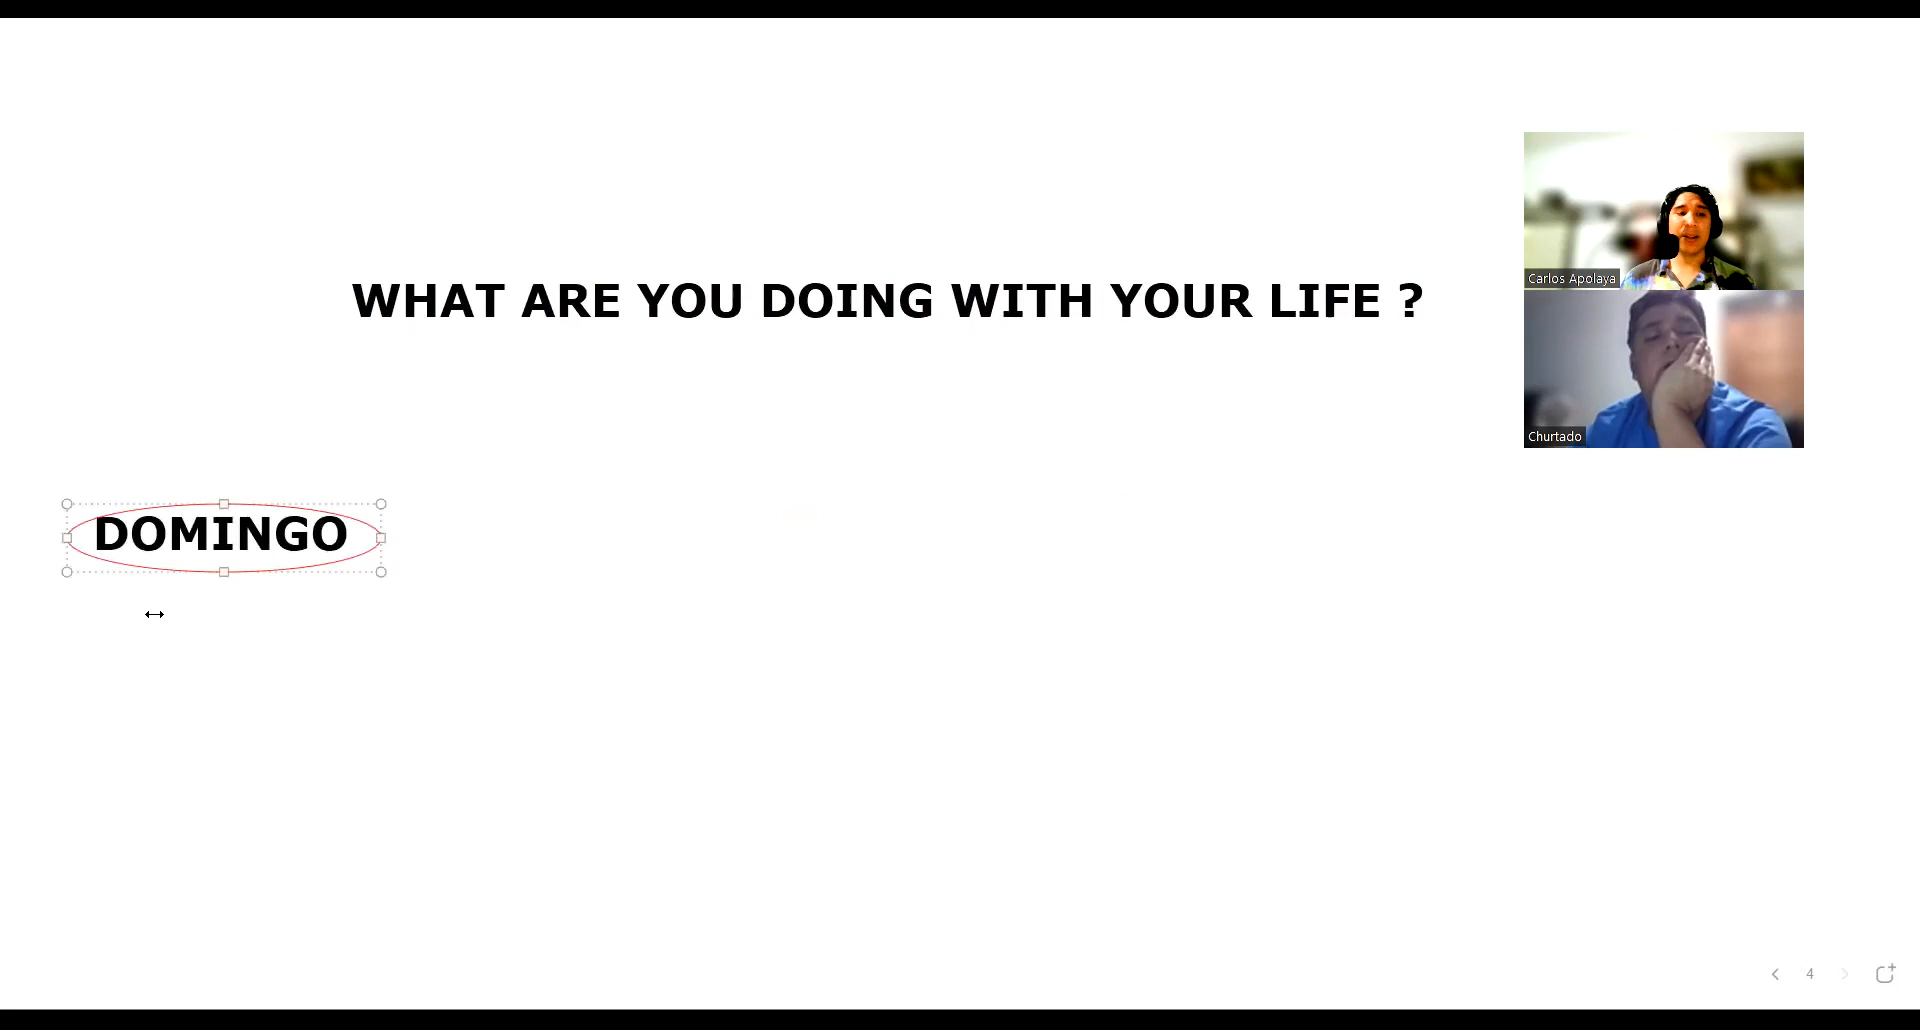 WHAT ARE YOU DOING WITH YOUR LIFE ?
Carlos Apolaya
Churtado
DOMINGO
4